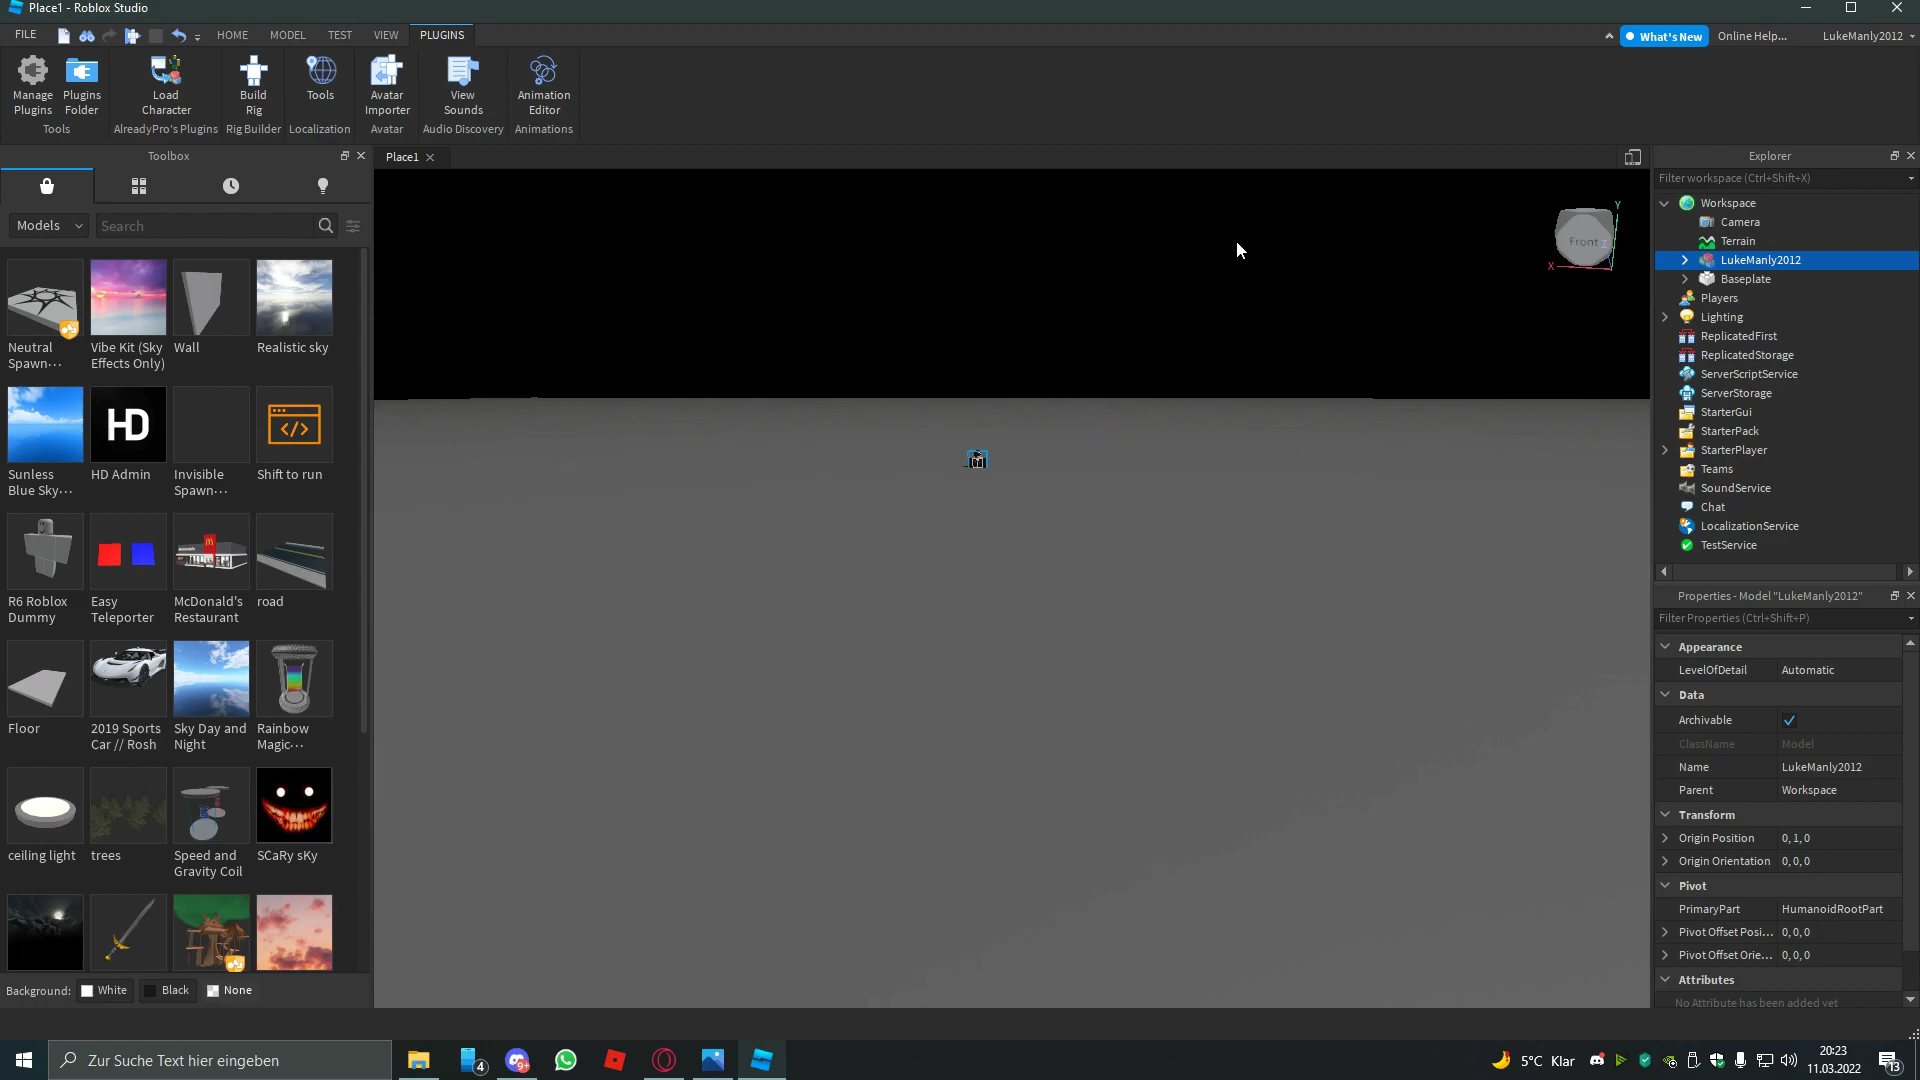 Place1 - Roblox Studio
FILE
HOME
MODEL
TEST
VIEW
PLUGINS
What's New
Online Help...
LukeManly2012
Manage
Plugins
Plugins
Folder
Load
Character
Build
Rig
Tools
Avatar
Importer
View
Sounds
Animation
Editor
Tools
AlreadyPro's Plugins
Rig Builder
Localization
Avatar
Audio Discovery
Animations
Toolbox
Models
Search
Neutral
Spawn···
Vibe Kit (Sky
Effects Only)
Wall
Realistic sky
HD
Sunless
Blue Sky···
HD Admin
Invisible
Spawn···
Shift to run
R6 Roblox
Dummy
Easy
Teleporter
McDonald's
Restaurant
road
Floor
2019 Sports
Car // Rosh
Sky Day and
Night
Rainbow
Magic···
ceiling light
trees
Speed and
Gravity Coil
SCaRy sKy
Background:
White
Black
None
Place1
Front
Y
Z
X
Explorer
Filter workspace (Ctrl+Shift+X)
Workspace
Camera
Terrain
LukeManly2012
Baseplate
Players
Lighting
ReplicatedFirst
ReplicatedStorage
ServerScriptService
ServerStorage
StarterGui
StarterPack
StarterPlayer
Teams
SoundService
Chat
LocalizationService
TestService
Properties - Model "LukeManly2012"
Filter Properties (Ctrl+Shift+P)
Appearance
LevelOfDetail Automatic
Data
Archivable
ClassName Model
Name LukeManly2012
Parent Workspace
Transform
Origin Position 0, 1, 0
Origin Orientation 0, 0, 0
Pivot
PrimaryPart HumanoidRootPart
Pivot Offset Posi... 0, 0, 0
Pivot Offset Orie... 0, 0, 0
Attributes
No Attribute has been added yet
Zur Suche Text hier eingeben
4
9+
5°C Klar
20:23
11.03.2022
13